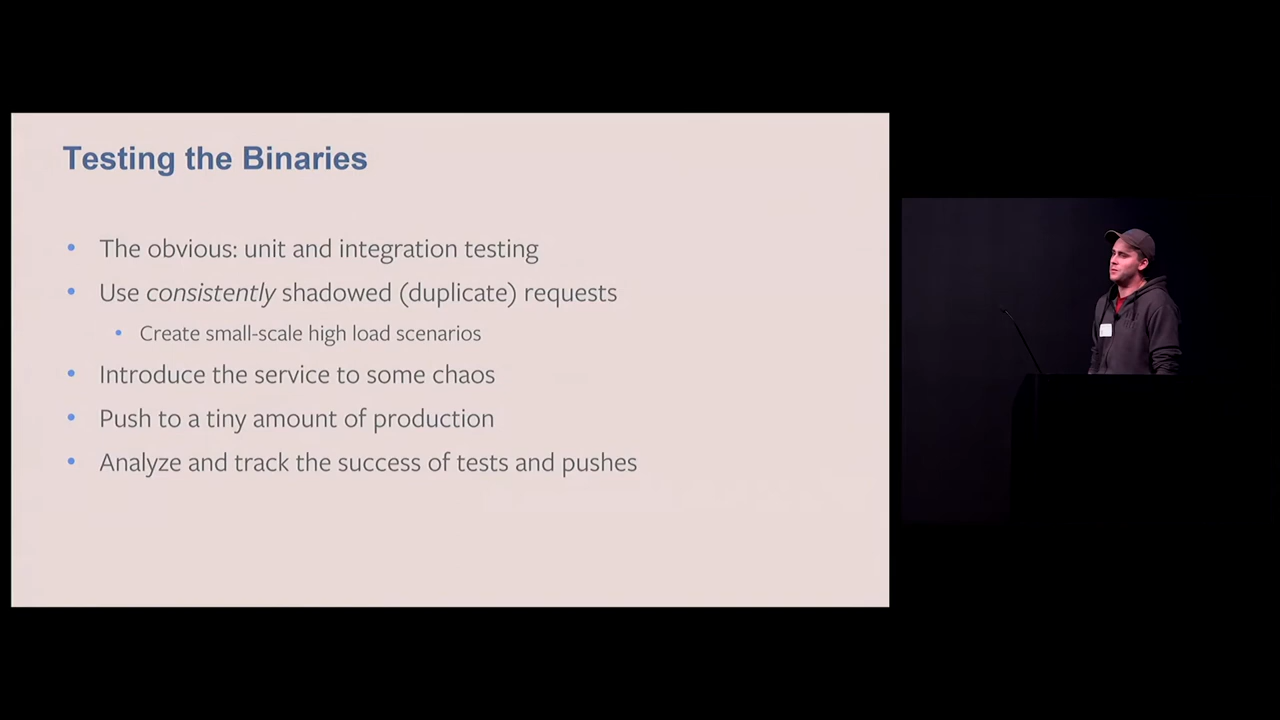 Testing the Binaries
• The obvious: unit and integration testing
• Use consistently shadowed (duplicate) requests
• Create small-scale high load scenarios
• Introduce the service to some chaos
• Push to a tiny amount of production
• Analyze and track the success of tests and pushes